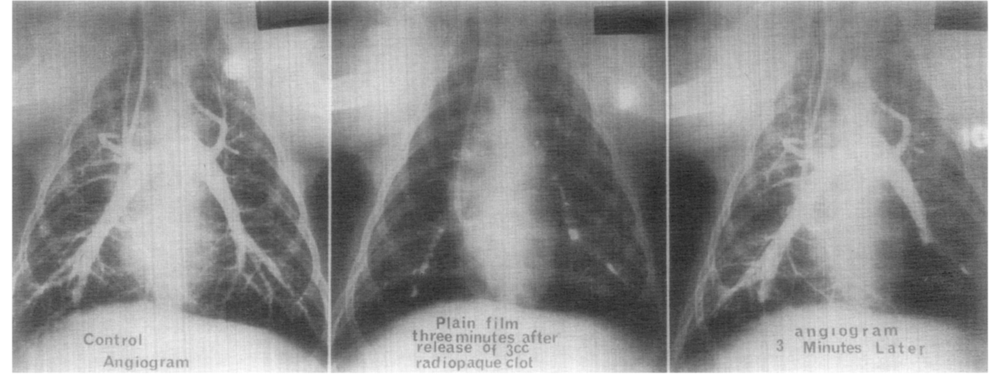 Control
Angiogram
Plain film
three minutes after
release of 3cc
radiopaque clot
angiogram
3 Minutes Later